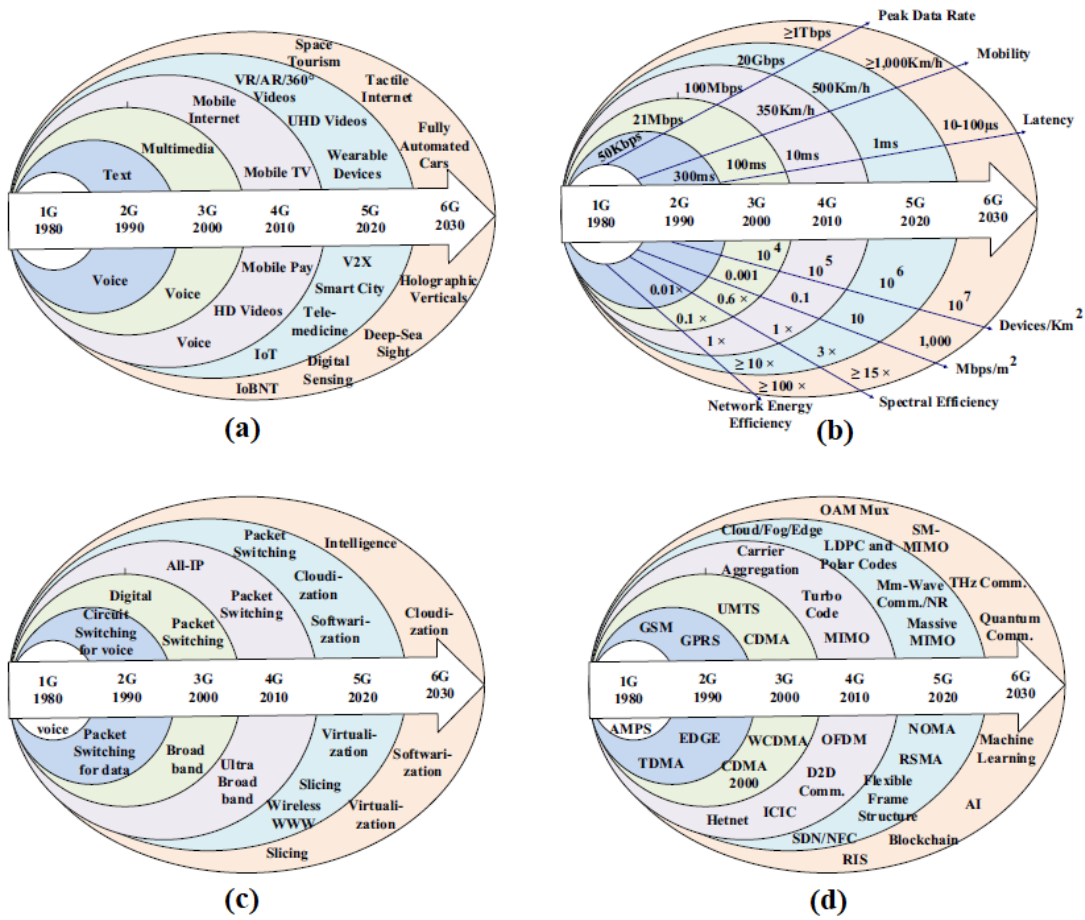 Space
Tourism
VR/AR/360°
Videos
Tactile
Internet
Mobile
Internet
UHD Videos
Fully
Automated
Cars
Multimedia
Wearable
Devices
Text
Mobile TV
1G
1980
2G
1990
3G
2000
4G
2010
5G
2020
6G
2030
Voice
Voice
Mobile Pay
V2X
Smart City
Holographic
Verticals
HD Videos
Tele-
medicine
Voice
Deep-Sea
Sight
IoT
Digital
Sensing
IoBNT
(a)
Peak Data Rate
≥1Tbps
Mobility
20Gbps
≥1,000Km/h
100Mbps
500Km/h
350Km/h
21Mbps
10-100μs
Latency
50Kbps
1ms
100ms
10ms
300ms
1G
1980
2G
1990
3G
2000
4G
2010
5G
2020
6G
2030
10^4
10^5
10^6
10^7
Devices/Km^2
0.001
0.01×
0.6 ×
0.1
10
1,000
Mbps/m^2
0.1 ×
1 ×
1 ×
3 ×
≥ 10 ×
≥ 15 ×
≥ 100 ×
Spectral Efficiency
Network Energy
Efficiency
(b)
Packet
Switching
Intelligence
All-IP
Cloudi-
zation
Digital
Circuit
Switching
for voice
Packet
Switching
Packet
Switching
Softwari-
zation
Cloudi-
zation
1G
1980
2G
1990
3G
2000
4G
2010
5G
2020
6G
2030
voice
Packet
Switching
for data
Broad
band
Ultra
Broad
band
Virtuali-
zation
Softwari-
zation
Slicing
Wireless
WWW
Virtuali-
zation
Slicing
(c)
OAM Mux
Cloud/Fog/Edge
SM-
MIMO
Carrier
Aggregation
LDPC and
Polar Codes
THz Comm.
Mm-Wave
Comm./NR
Turbo
Code
UMTS
GSM
GPRS
CDMA
MIMO
Massive
MIMO
Quantum
Comm.
1G
1980
2G
1990
3G
2000
4G
2010
5G
2020
6G
2030
AMPS
EDGE
WCDMA
OFDM
NOMA
Machine
Learning
TDMA
CDMA
2000
D2D
Comm.
RSMA
Flexible
Frame
Structure
Hetnet
ICIC
AI
SDN/NFC
Blockchain
RIS
(d)